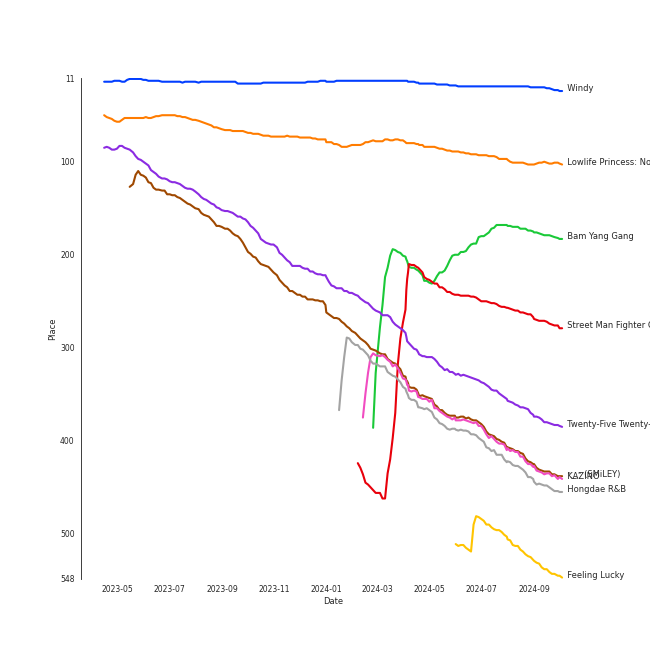 11
100
200
300
400
500
548
Place
2023-05
2023-07
2023-09
2023-11
2024-01
2024-03
2024-05
2024-07
2024-09
Date
Windy
Lowlife Princess: No
Bam Yang Gang
Street Man Fighter
Twenty-Five Twenty-
(SMiLEY)
KAZINO
Hongdae R&B
Feeling Lucky